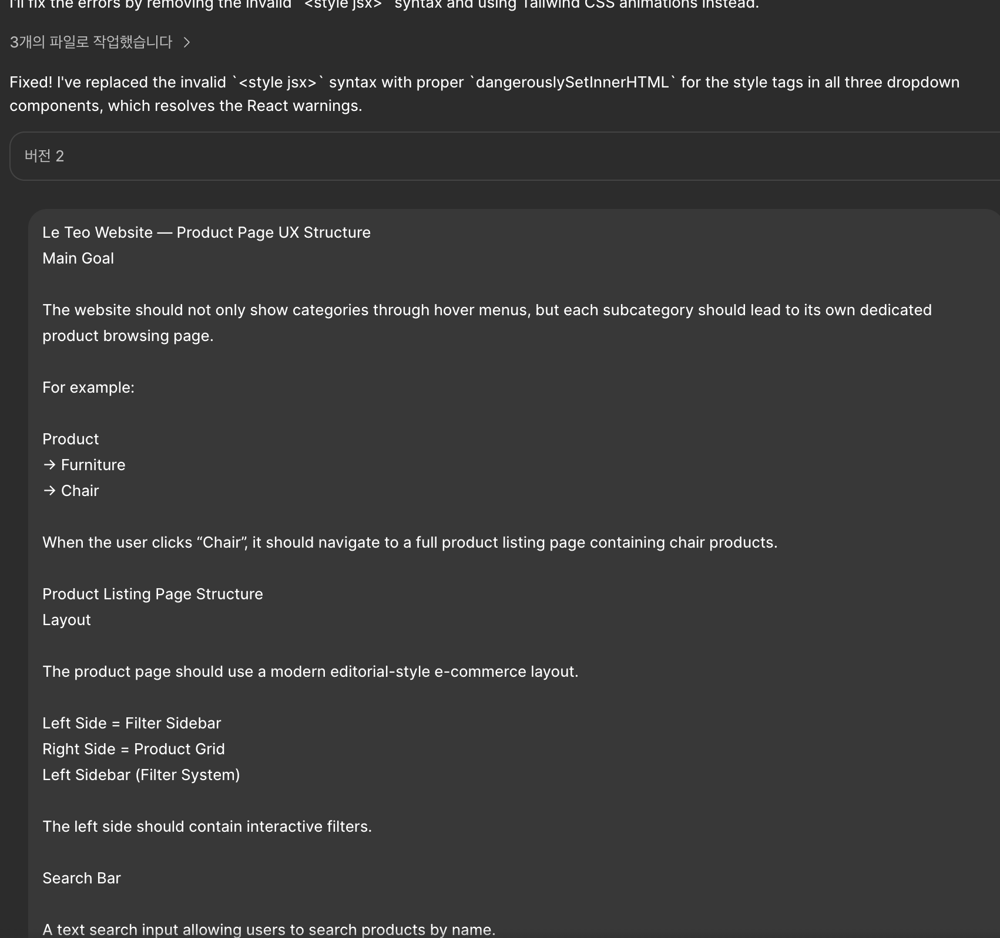 I'll fix the errors by removing the invalid `<style jsx>` syntax and using Tailwind CSS animations instead.
3개의 파일로 작업했습니다 >
Fixed! I've replaced the invalid `<style jsx>` syntax with proper `dangerouslySetInnerHTML` for the style tags in all three dropdown
components, which resolves the React warnings.
버전 2
Le Teo Website — Product Page UX Structure
Main Goal
The website should not only show categories through hover menus, but each subcategory should lead to its own dedicated
product browsing page.
For example:
Product
→ Furniture
→ Chair
When the user clicks “Chair”, it should navigate to a full product listing page containing chair products.
Product Listing Page Structure
Layout
The product page should use a modern editorial-style e-commerce layout.
Left Side = Filter Sidebar
Right Side = Product Grid
Left Sidebar (Filter System)
The left side should contain interactive filters.
Search Bar
A text search input allowing users to search products by name.